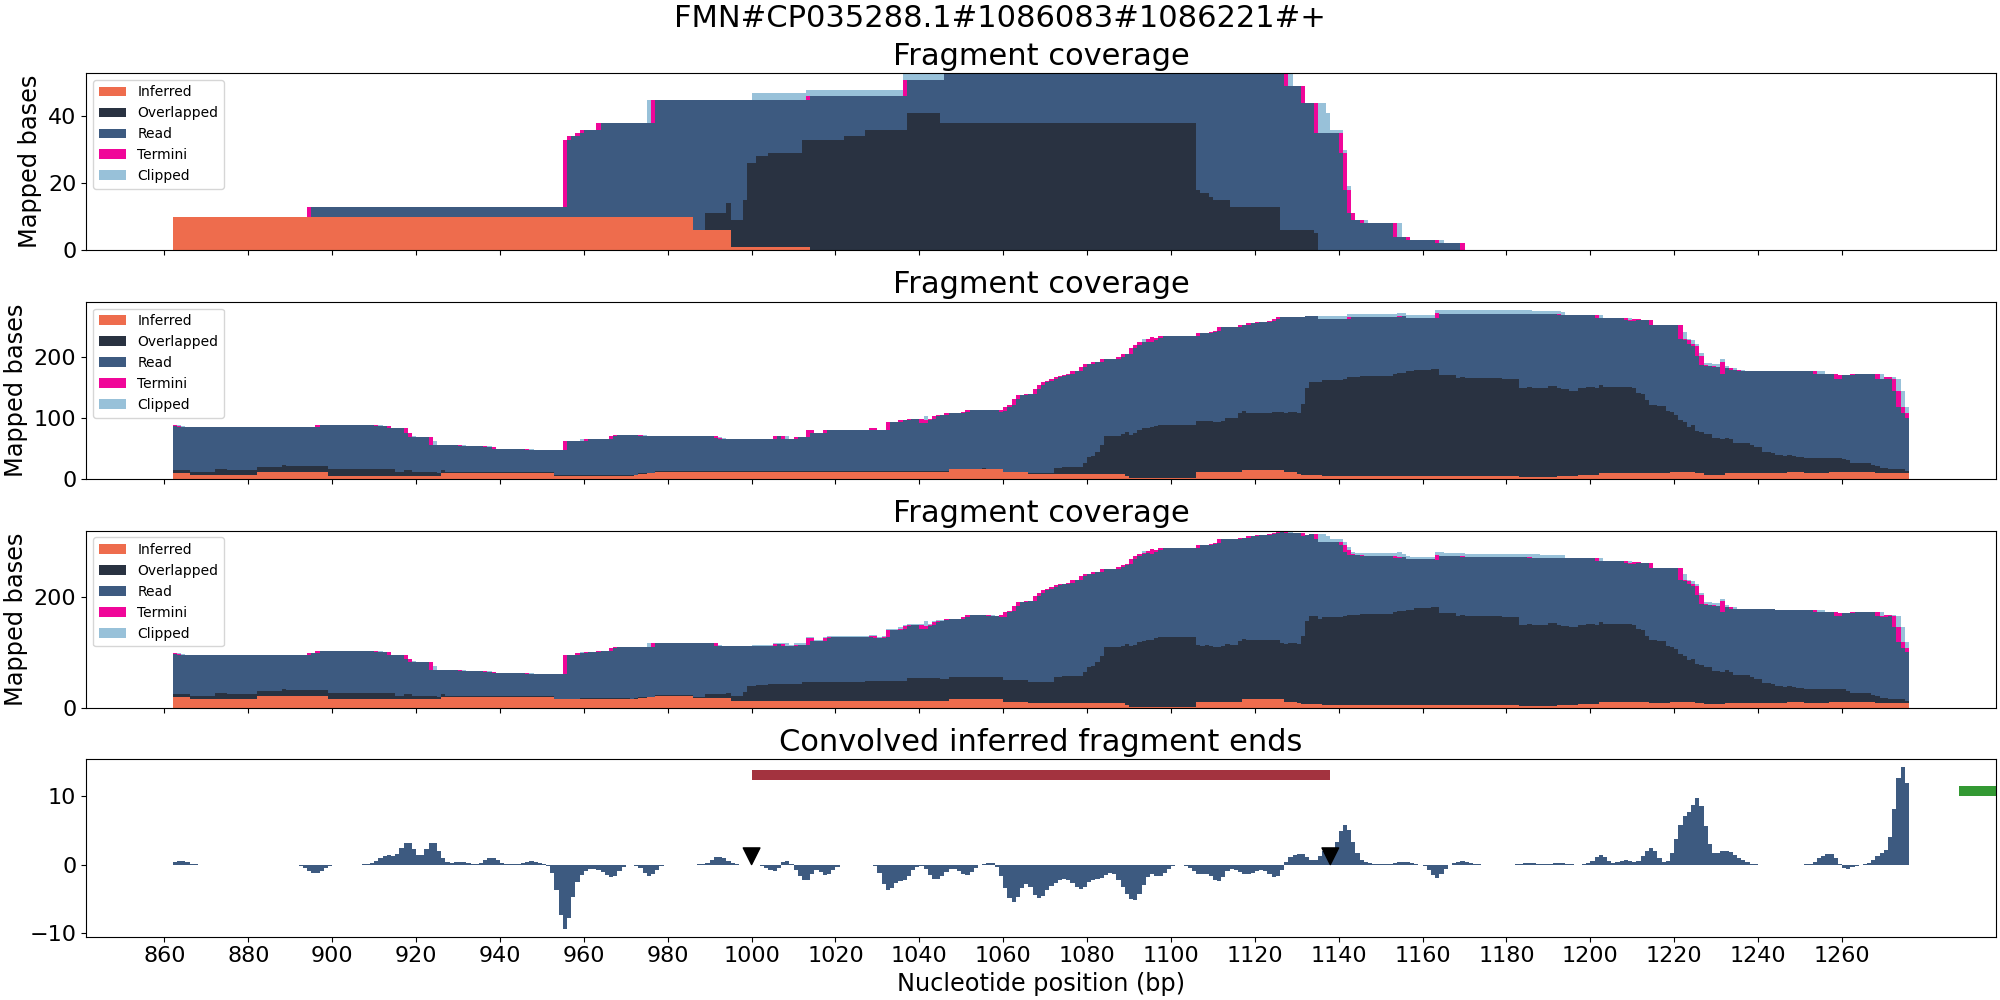 FMN#CP035288.1#1086083#1086221#+
Fragment coverage
Mapped bases
40
20
0
Inferred
Overlapped
Read
Termini
Clipped
Fragment coverage
Mapped bases
200
100
0
Inferred
Overlapped
Read
Termini
Clipped
Fragment coverage
Mapped bases
200
0
Inferred
Overlapped
Read
Termini
Clipped
Convolved inferred fragment ends
10
0
−10
860 880 900 920 940 960 980 1000 1020 1040 1060 1080 1100 1120 1140 1160 1180 1200 1220 1240 1260
Nucleotide position (bp)